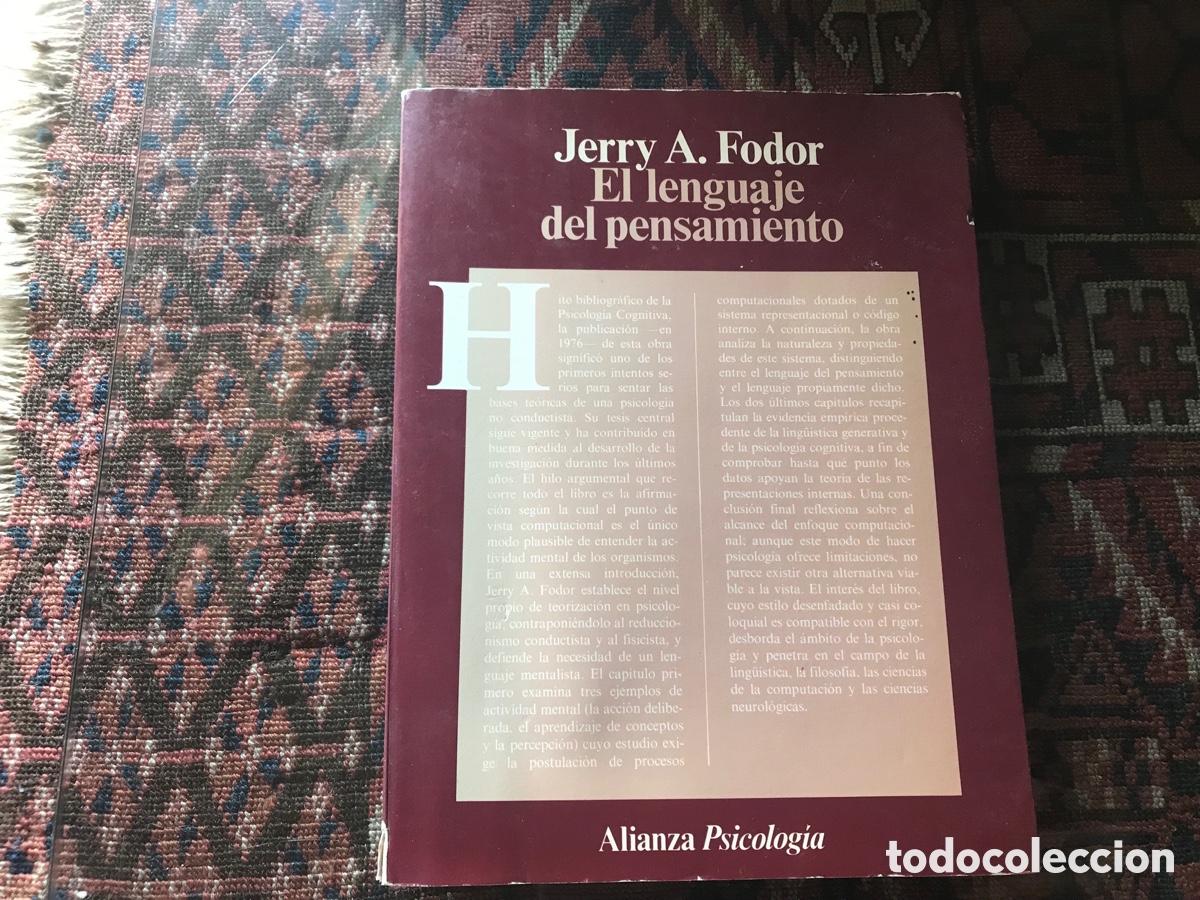 Jerry A. Fodor
El lenguaje
del pensamiento
Hito bibliográfico de la
Psicología Cognitiva,
la publicación —en
1976— de esta obra
significó uno de los
primeros intentos se-
rios para sentar las
bases teóricas de una psicología
no conductista. Su tesis central
sigue vigente y ha contribuido en
buena medida al desarrollo de la
investigación durante los últimos
años. El hilo argumental que re-
corre todo el libro es la afirma-
ción según la cual el punto de
vista computacional es el único
modo plausible de entender la ac-
tividad mental de los organismos.
En una extensa introducción,
Jerry A. Fodor establece el nivel
propio de teorización en psicolo-
gía, contraponiéndolo al reduccio-
nismo conductista y al fisicista, y
defiende la necesidad de un len-
guaje mentalista. El capítulo pri-
mero examina tres ejemplos de
actividad mental (la acción delibe-
rada, el aprendizaje de conceptos
y la percepción) cuyo estudio exi-
ge la postulación de procesos
computacionales dotados de un
sistema representacional o código
interno. A continuación, la obra
analiza la naturaleza y propieda-
des de este sistema, distinguiendo
entre el lenguaje del pensamiento
y el lenguaje propiamente dicho.
Los dos últimos capítulos recapi-
tulan la evidencia empírica proce-
dente de la lingüística generativa y
de la psicología cognitiva, a fin de
comprobar hasta que punto los
datos apoyan la teoría de las re-
presentaciones internas. Una con-
clusión final reflexiona sobre el
alcance del enfoque computacio-
nal; aunque este modo de hacer
psicología ofrece limitaciones, no
parece existir otra alternativa via-
ble a la vista. El interés del libro,
cuyo estilo desenfadado y casi co-
loquial es compatible con el rigor,
desborda el ámbito de la psicolo-
gía y penetra en el campo de la
lingüística, la filosofía, las ciencias
de la computación y las ciencias
neurológicas.
Alianza Psicología
todocoleccion